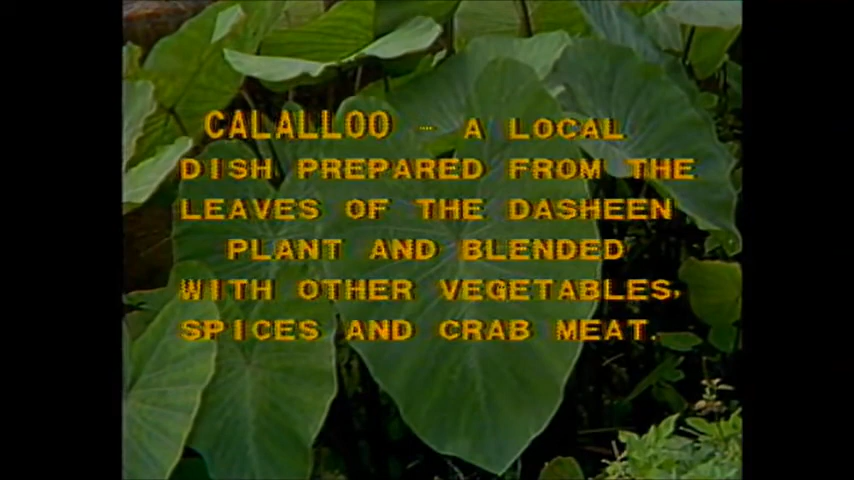 CALALLOO - A LOCAL
DISH PREPARED FROM THE
LEAVES OF THE DASHEEN
PLANT AND BLENDED
WITH OTHER VEGETABLES,
SPICES AND CRAB MEAT.